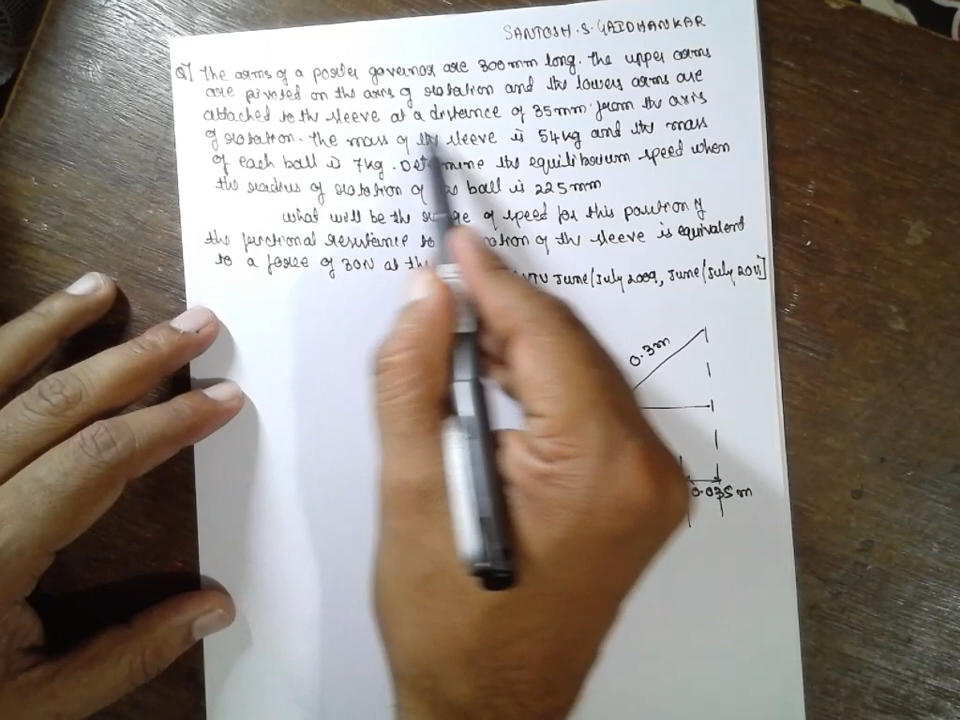 SANTOSH.S.GAIDHANKAR
Q] The arms of a porter governor are 300mm long. The upper arms
are pivoted on the axis of rotation and the lowers arms are
attached to the sleeve at a distance of 35mm from the axis
of rotation. The mass of the sleeve is 54kg and the mass
of each ball is 7kg. Determine the equilibrium speed when
the radius of rotation of ball is 225mm
What will be the of speed for this position if
the frictional resistance to of the sleeve is equivalent
to a force of 30N at the
VTU June/July 2009, June/July 2011]
0.3m
0.035m